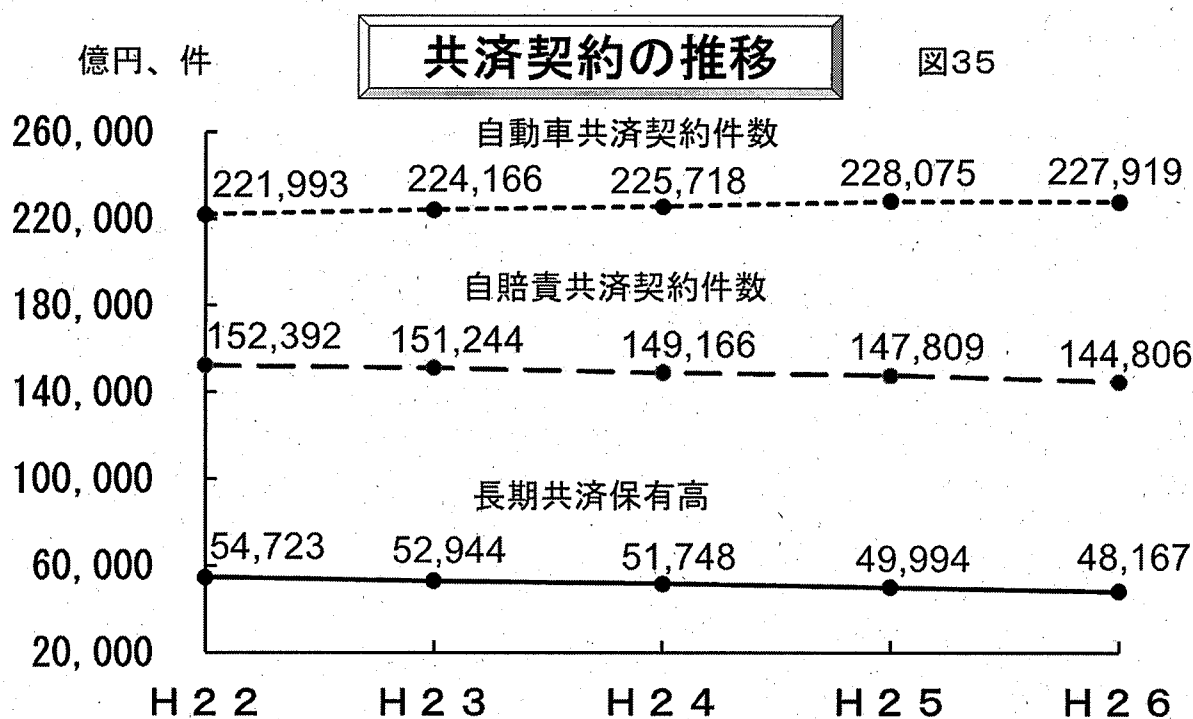 億円、件
共済契約の推移
図35
260,000
自動車共済契約件数
221,993 224,166 225,718 228,075 227,919
220,000
自賠責共済契約件数
180,000
152,392 151,244 149,166 147,809 144,806
140,000
100,000
長期共済保有高
54,723 52,944 51,748 49,994 48,167
60,000
20,000
H22 H23 H24 H25 H26